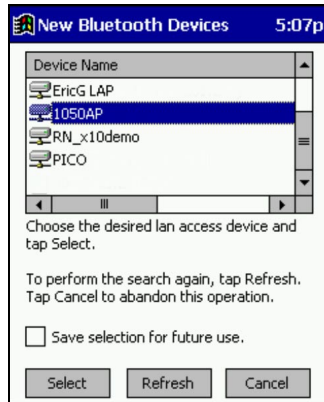 New Bluetooth Devices 5:07p
Device Name
EricG LAP
1050AP
RN_x10demo
PICO
Choose the desired lan access device and
tap Select.
To perform the search again, tap Refresh.
Tap Cancel to abandon this operation.
Save selection for future use.
Select Refresh Cancel